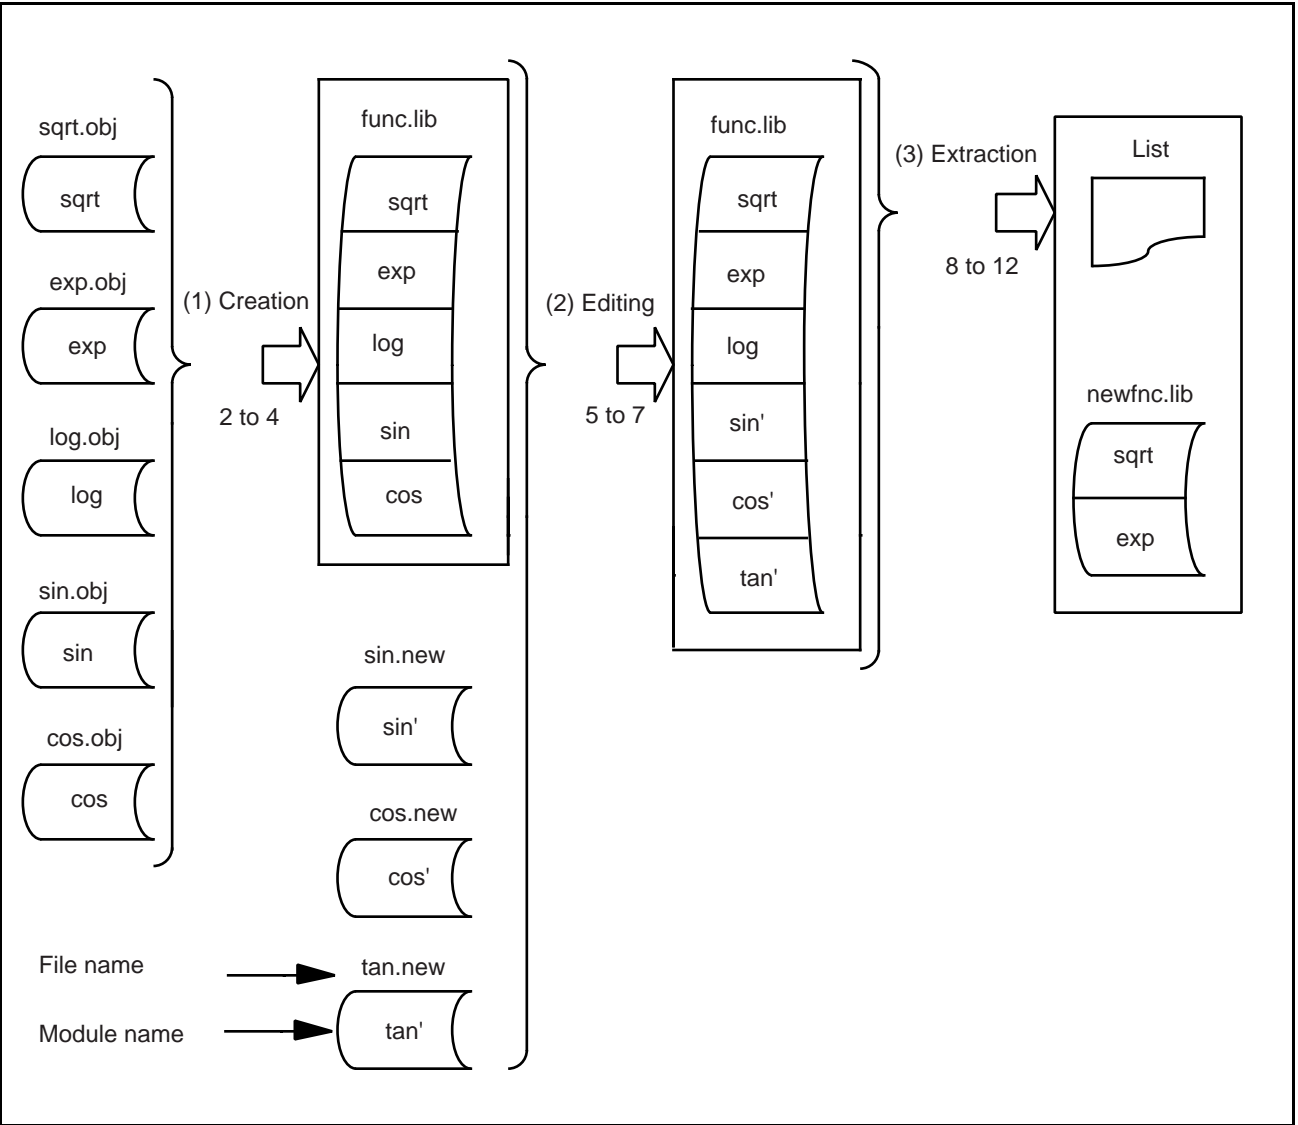 sqrt.obj
sqrt
exp.obj
exp
log.obj
log
sin.obj
sin
cos.obj
cos
(1) Creation
2 to 4
func.lib
sqrt
exp
log
sin
cos
sin.new
sin'
cos.new
cos'
File name
tan.new
Module name
tan'
(2) Editing
5 to 7
func.lib
sqrt
exp
log
sin'
cos'
tan'
(3) Extraction
8 to 12
List
newfnc.lib
sqrt
exp